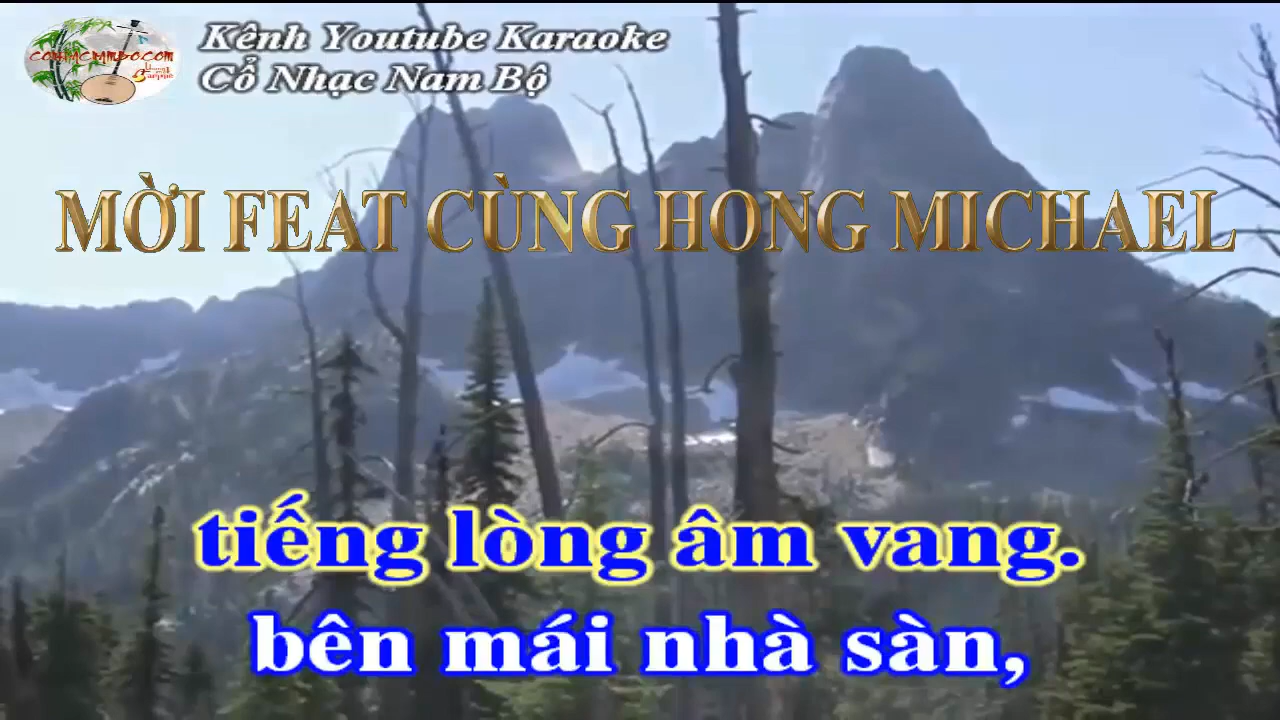 Kênh Youtube Karaoke
Cổ Nhạc Nam Bộ
MỜI FEAT CÙNG HONG MICHAEL
tiếng lòng âm vang.
bên mái nhà sàn,